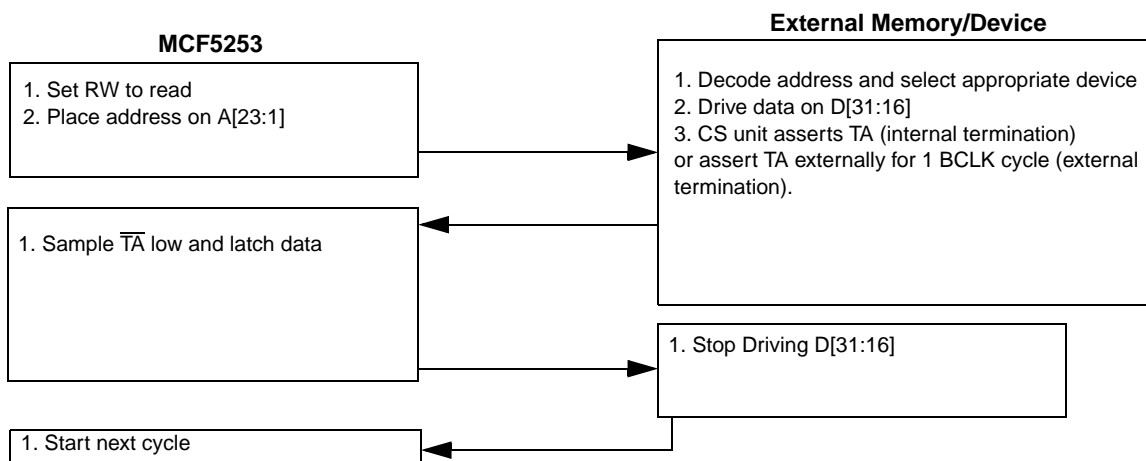 MCF5253
1. Set RW to read
2. Place address on A[23:1]
External Memory/Device
1. Decode address and select appropriate device
2. Drive data on D[31:16]
3. CS unit asserts TA (internal termination)
or assert TA externally for 1 BCLK cycle (external
termination).
1. Sample T̅A̅ low and latch data
1. Stop Driving D[31:16]
1. Start next cycle